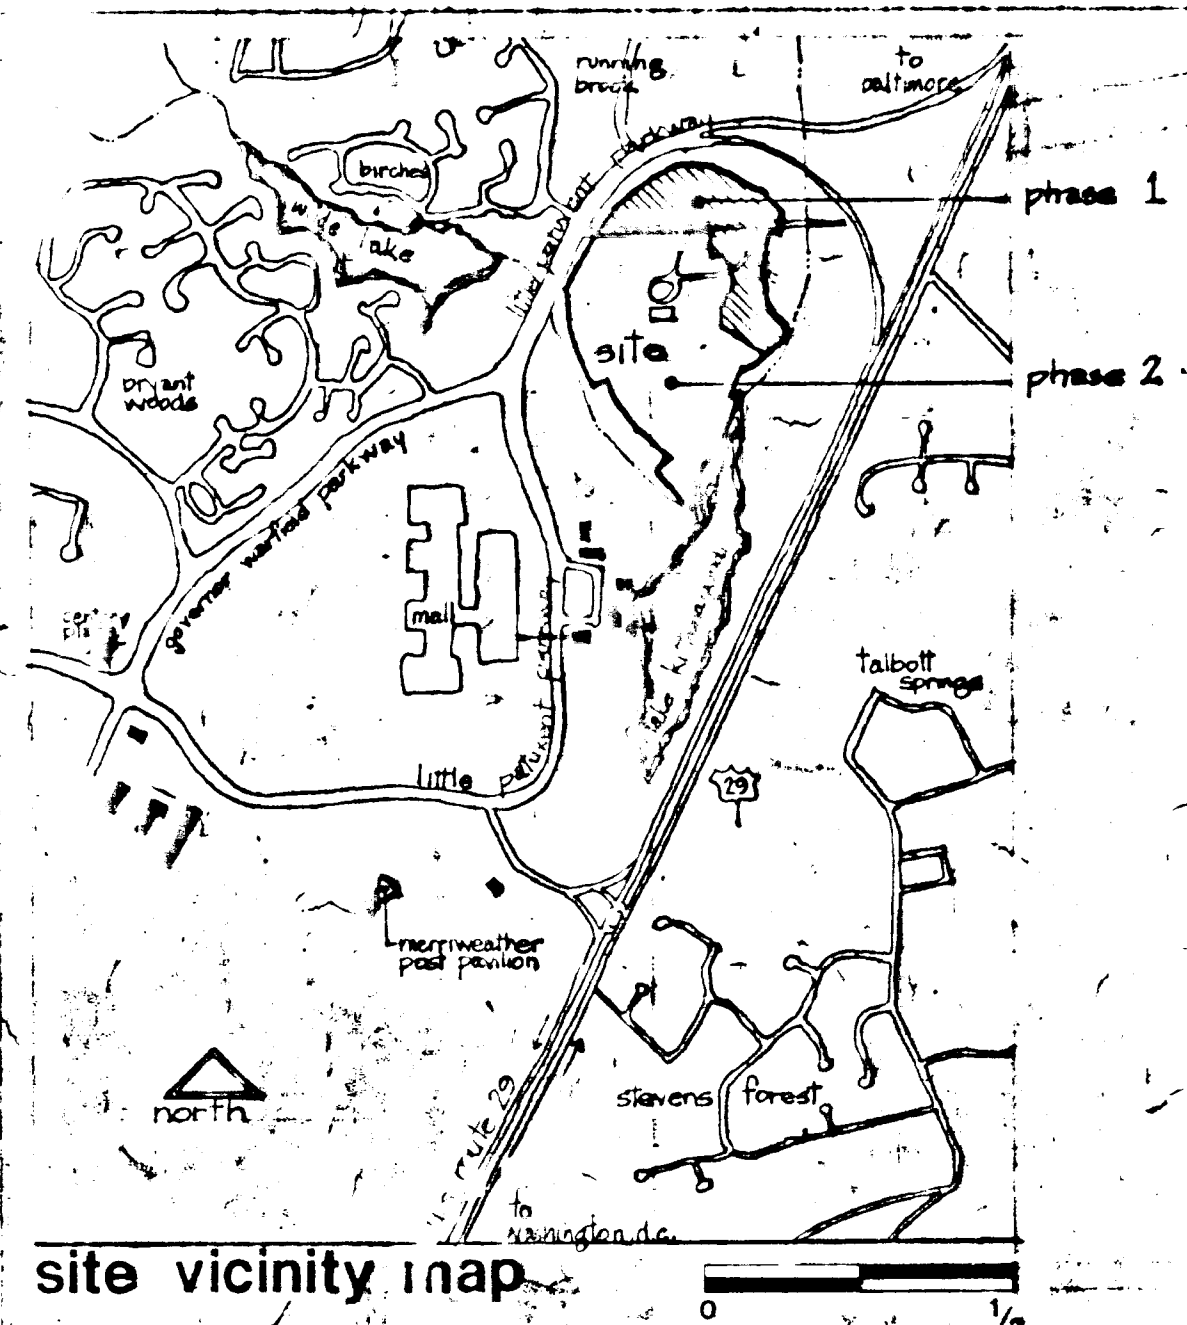 running
brook
to
baltimore
little patuxent parkway
phase 1
birches
wilde
lake
site
phase 2
bryant
woods
governer warfield parkway
mall
lake
talbott
springs
29
little patuxent parkway
merriweather
post pavilion
north
stevens forest
route 29
to
washington, d.c.
site vicinity map
0